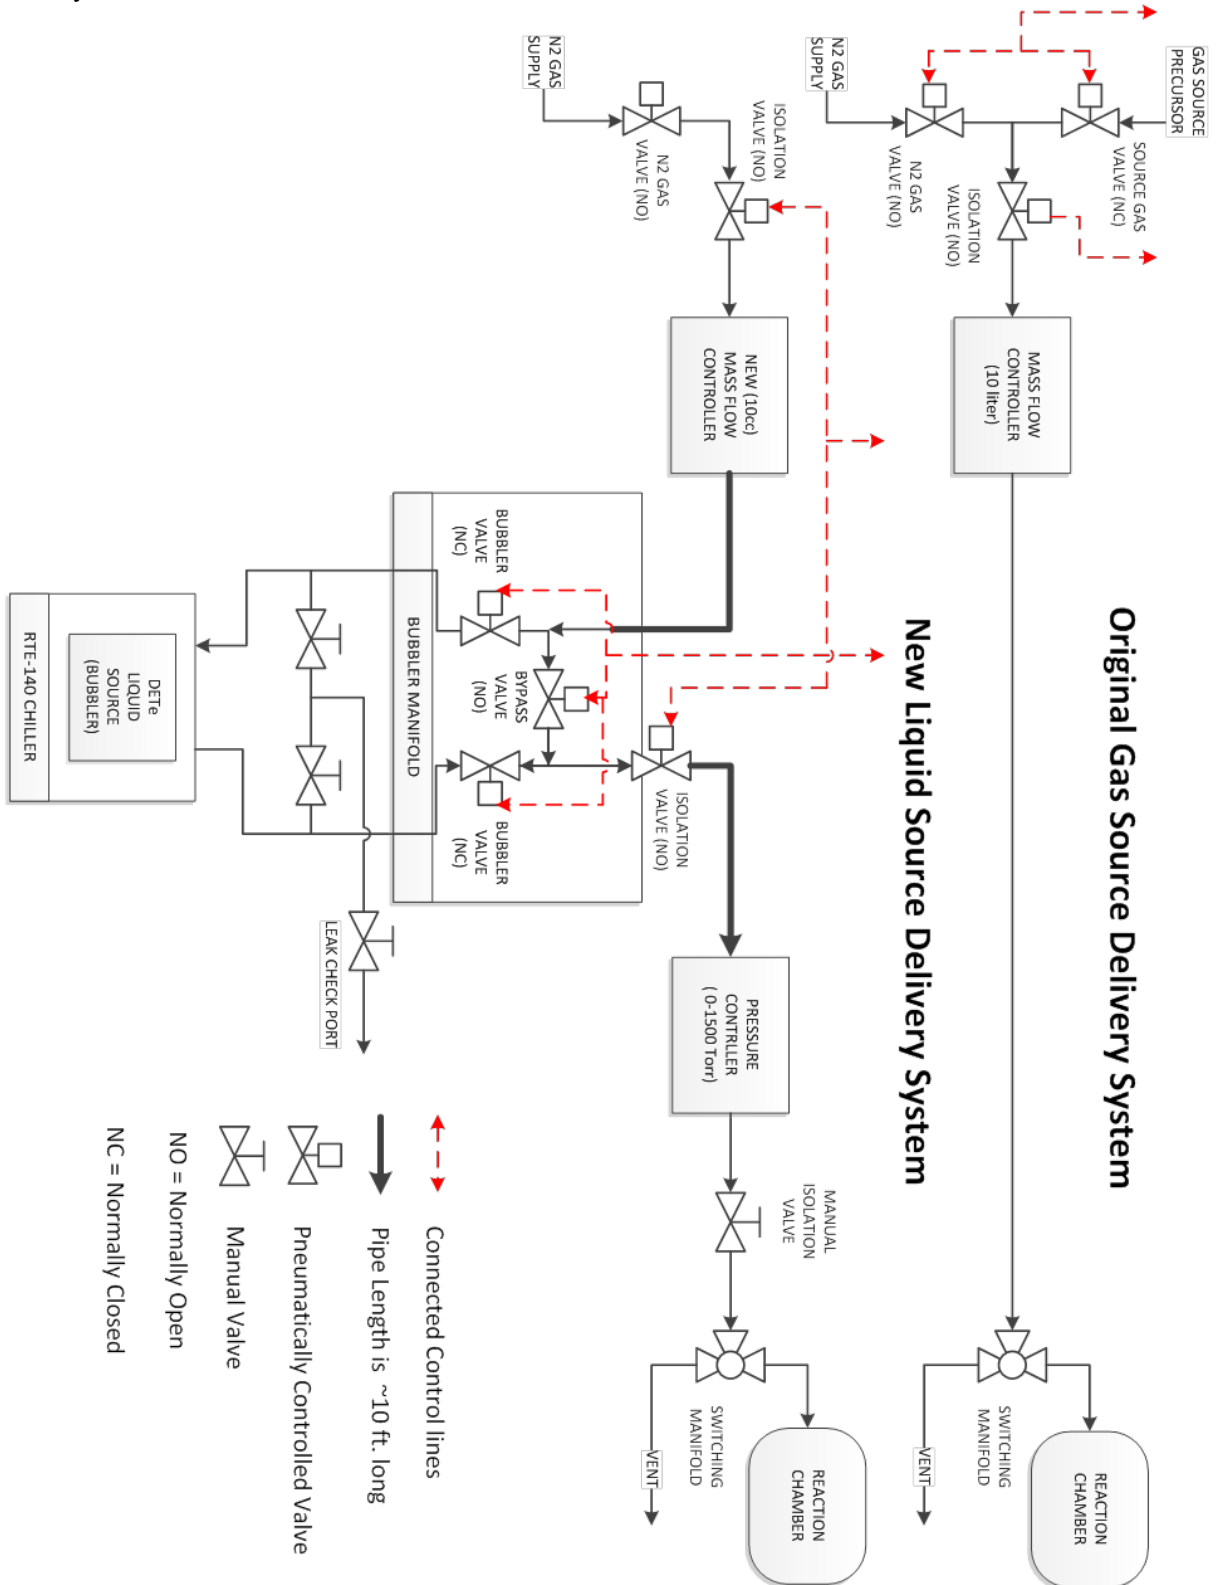 Original Gas Source Delivery System
GAS SOURCE
PRECURSOR
SOURCE GAS
VALVE (NC)
N2 GAS
SUPPLY
N2 GAS
VALVE (NO)
ISOLATION
VALVE (NO)
MASS FLOW
CONTROLLER
(10 liter)
SWITCHING
MANIFOLD
VENT
REACTION
CHAMBER
New Liquid Source Delivery System
N2 GAS
SUPPLY
N2 GAS
VALVE (NO)
ISOLATION
VALVE (NO)
NEW (10cc)
MASS FLOW
CONTROLLER
BUBBLER
VALVE
(NC)
BYPASS
VALVE
(NO)
BUBBLER
VALVE
(NC)
ISOLATION
VALVE (NO)
BUBBLER MANIFOLD
PRESSURE
CONTRLLER
( 0-1500 Torr)
MANUAL
ISOLATION
VALVE
SWITCHING
MANIFOLD
VENT
REACTION
CHAMBER
DETe
LIQUID
SOURCE
(BUBBLER)
RTE-140 CHILLER
LEAK CHECK PORT
Connected Control lines
Pipe Length is ~10 ft. long
Pneumatically Controlled Valve
Manual Valve
NO = Normally Open
NC = Normally Closed